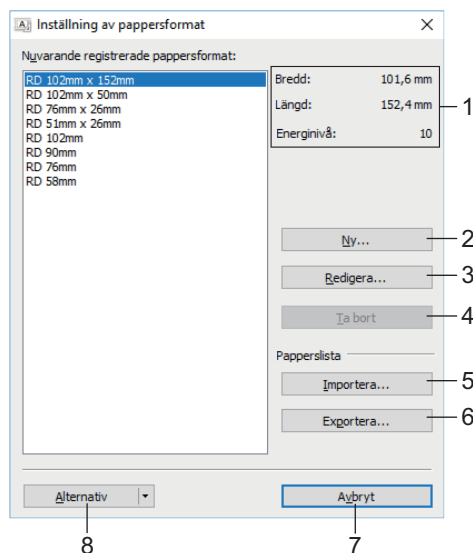 Inställning av pappersformat
Nuvarande registrerade pappersformat:
RD 102mm x 152mm
RD 102mm x 50mm
RD 76mm x 26mm
RD 51mm x 26mm
RD 102mm
RD 90mm
RD 76mm
RD 58mm
Bredd: 101,6 mm
Längd: 152,4 mm
Energinivå: 10
1
Ny... 2
Redigera... 3
Ta bort 4
Papperslista
Importera... 5
Exportera... 6
Alternativ Avbryt
8 7